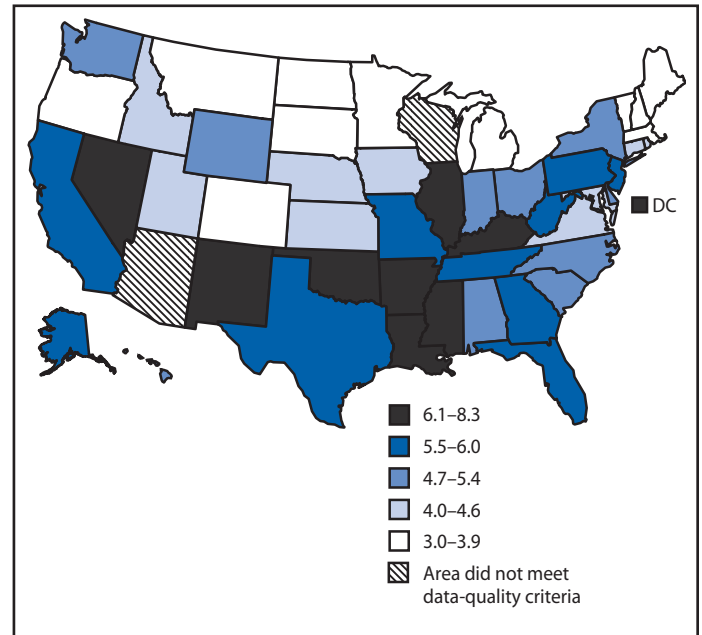 DC
6.1–8.3
5.5–6.0
4.7–5.4
4.0–4.6
3.0–3.9
Area did not meet
data-quality criteria